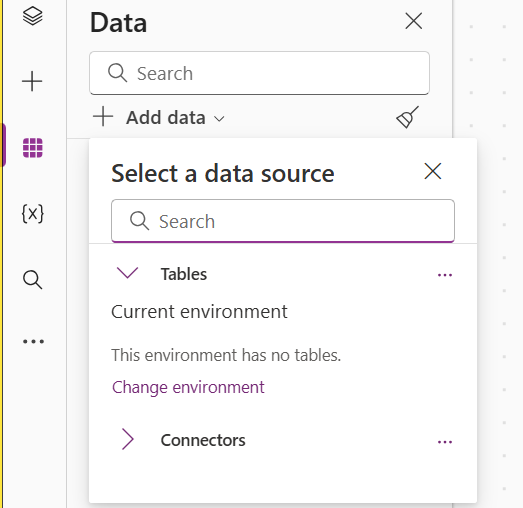 Data
Search
Add data
Select a data source
Search
Tables
...
Current environment
This environment has no tables.
Change environment
Connectors
...
{x}
...